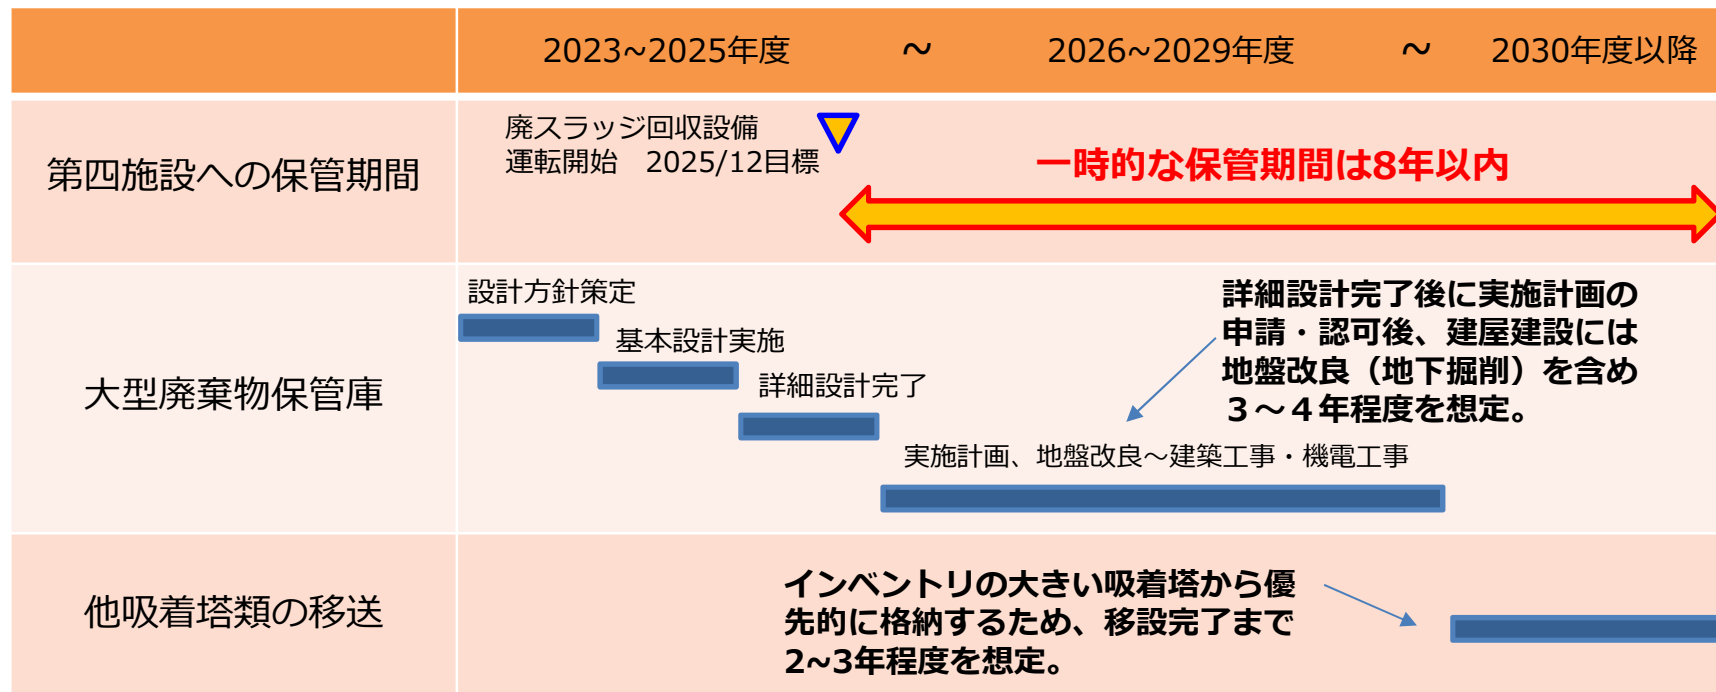 2023~2025年度 ~ 2026~2029年度 ~ 2030年度以降
第四施設への保管期間
廃スラッジ回収設備
運転開始　2025/12目標
一時的な保管期間は8年以内
大型廃棄物保管庫
設計方針策定
基本設計実施
詳細設計完了
実施計画、地盤改良～建築工事・機電工事
詳細設計完了後に実施計画の
申請・認可後、建屋建設には
地盤改良（地下掘削）を含め
３～４年程度を想定。
他吸着塔類の移送
インベントリの大きい吸着塔から優
先的に格納するため、移設完了まで
2~3年程度を想定。